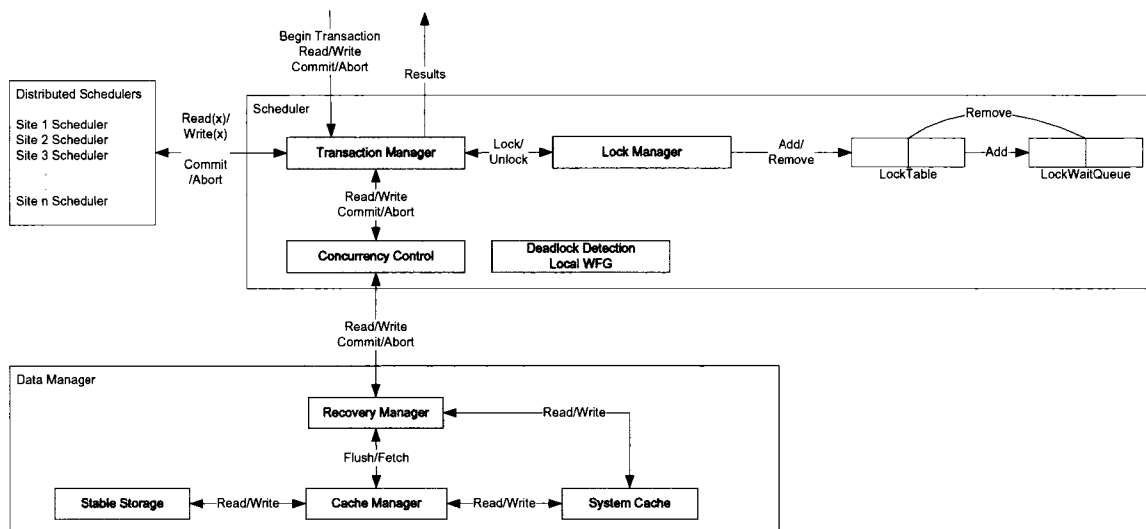 Begin Transaction
Read/Write
Commit/Abort
Results
Distributed Schedulers
Site 1 Scheduler
Site 2 Scheduler
Site 3 Scheduler
.
.
Site n Scheduler
Read(x)/
Write(x)
Commit
/Abort
Scheduler
Transaction Manager
Lock/
Unlock
Lock Manager
Add/
Remove
Remove
LockTable
Add
LockWaitQueue
Read/Write
Commit/Abort
Concurrency Control
Deadlock Detection
Local WFG
Read/Write
Commit/Abort
Data Manager
Recovery Manager
Read/Write
Flush/Fetch
Stable Storage
Read/Write
Cache Manager
Read/Write
System Cache